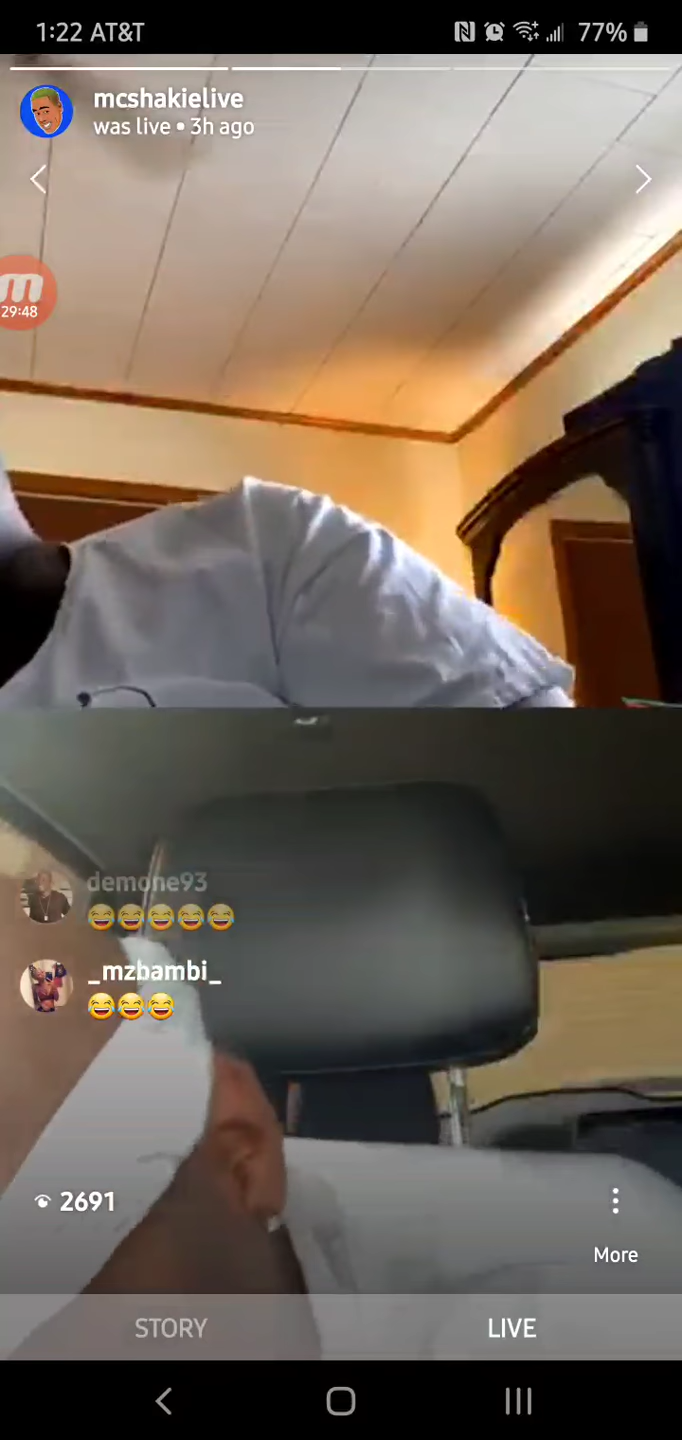 1:22 AT&T
77%
mcshakielive
was live • 3h ago
m
29:48
demone93
😂😂😂😂😂
_mzbambi_
😂😂😂
2691
More
STORY
LIVE